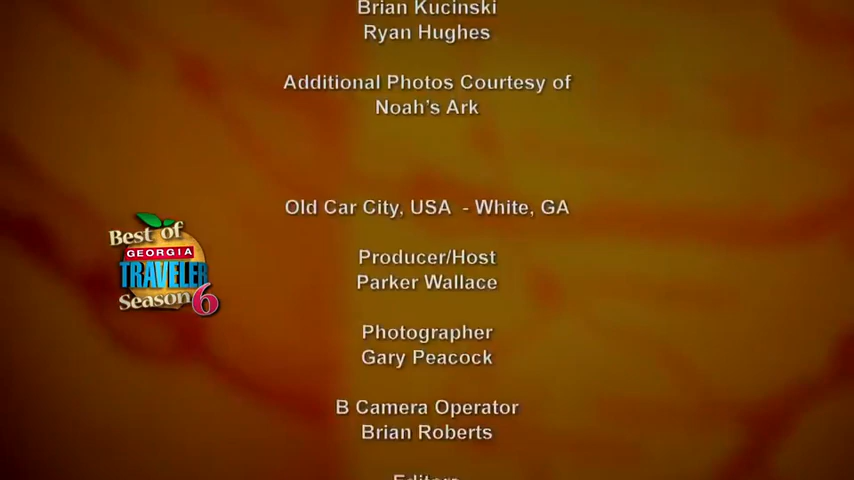 Brian Kucinski
Ryan Hughes
Additional Photos Courtesy of
Noah's Ark
Old Car City, USA - White, GA
Best of
GEORGIA
TRAVELER
Season 6
Producer/Host
Parker Wallace
Photographer
Gary Peacock
B Camera Operator
Brian Roberts